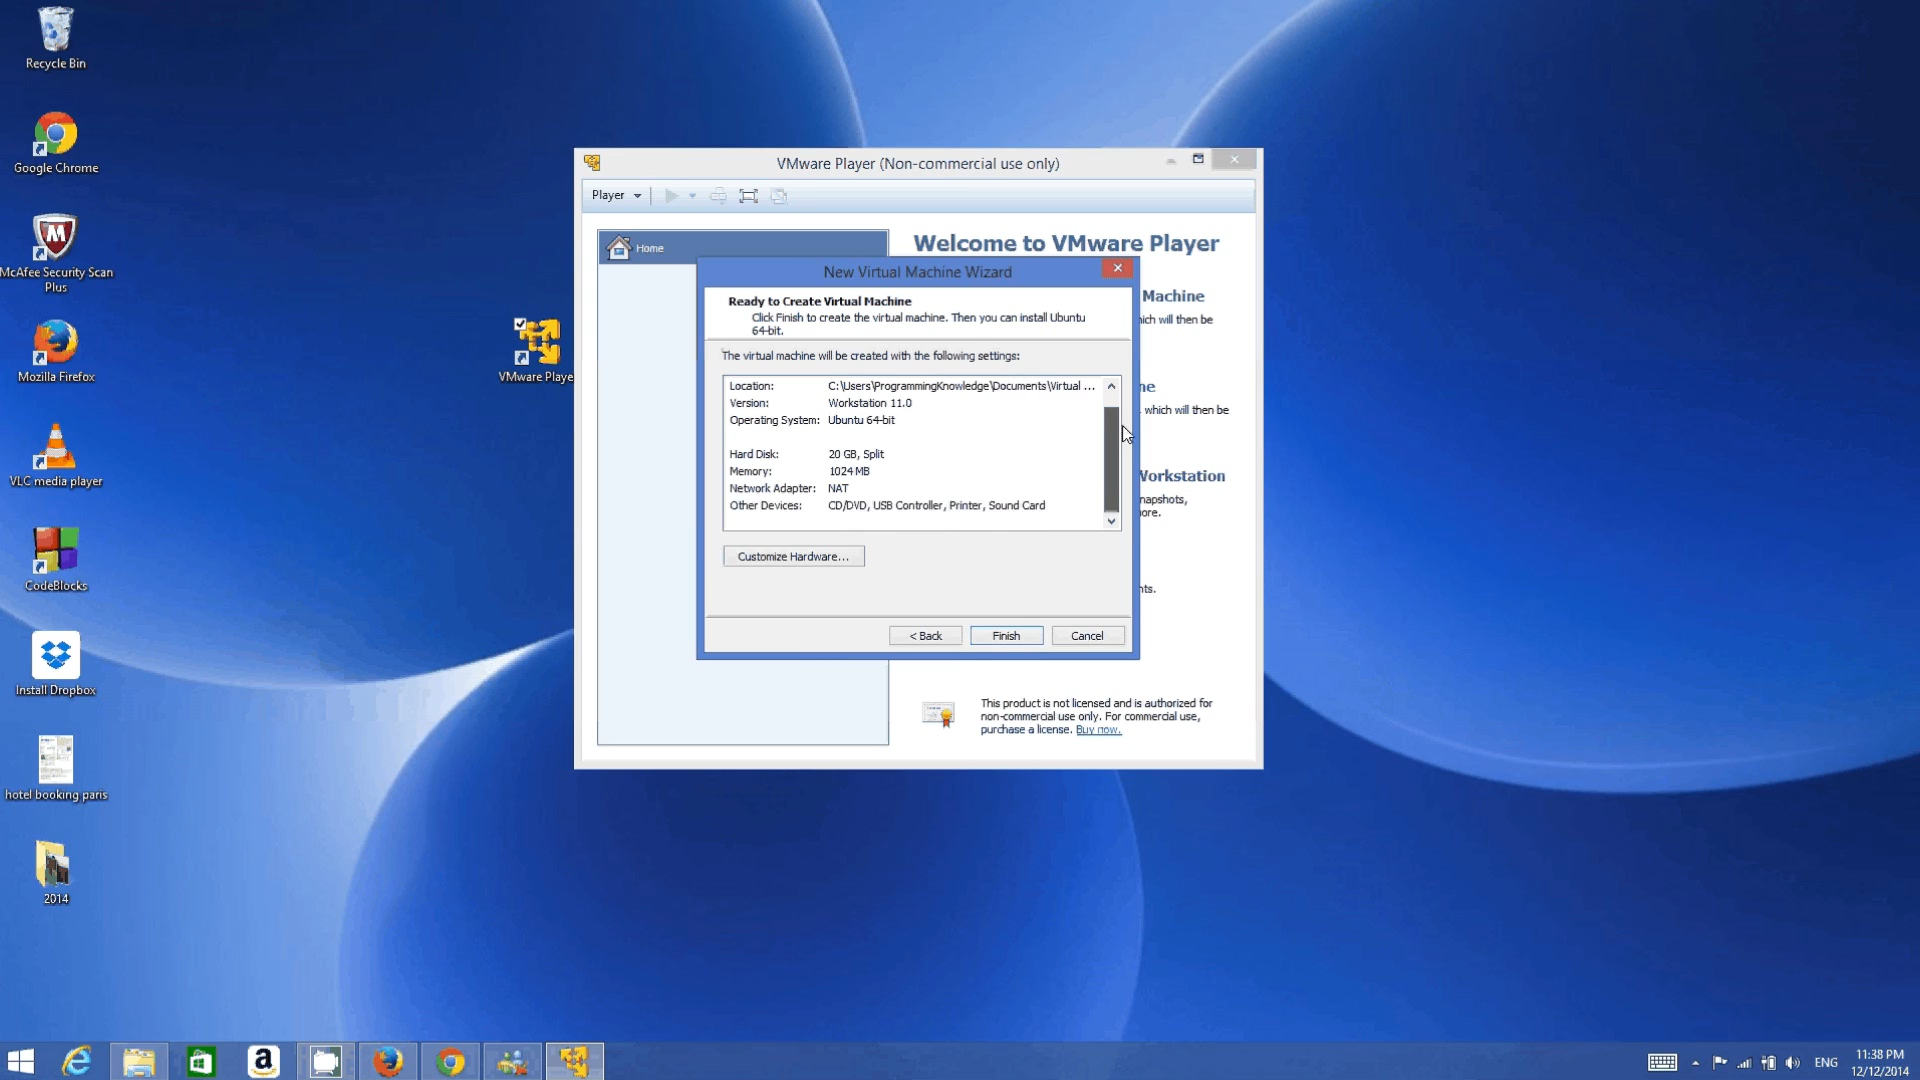 Recycle Bin
Google Chrome
McAfee Security Scan
Plus
Mozilla Firefox
VLC media player
CodeBlocks
Install Dropbox
hotel booking paris
2014
VMware Playe
VMware Player (Non-commercial use only)
Player
Home
Welcome to VMware Player
Machine
which will then be
which will then be
Workstation
napshots,
ore.
nts.
New Virtual Machine Wizard
Ready to Create Virtual Machine
Click Finish to create the virtual machine. Then you can install Ubuntu
64-bit.
The virtual machine will be created with the following settings:
Location: C:\Users\ProgrammingKnowledge\Documents\Virtual ...
Version: Workstation 11.0
Operating System: Ubuntu 64-bit
Hard Disk: 20 GB, Split
Memory: 1024 MB
Network Adapter: NAT
Other Devices: CD/DVD, USB Controller, Printer, Sound Card
Customize Hardware...
< Back Finish Cancel
This product is not licensed and is authorized for
non-commercial use only. For commercial use,
purchase a license. Buy now.
ENG
11:38 PM
12/12/2014